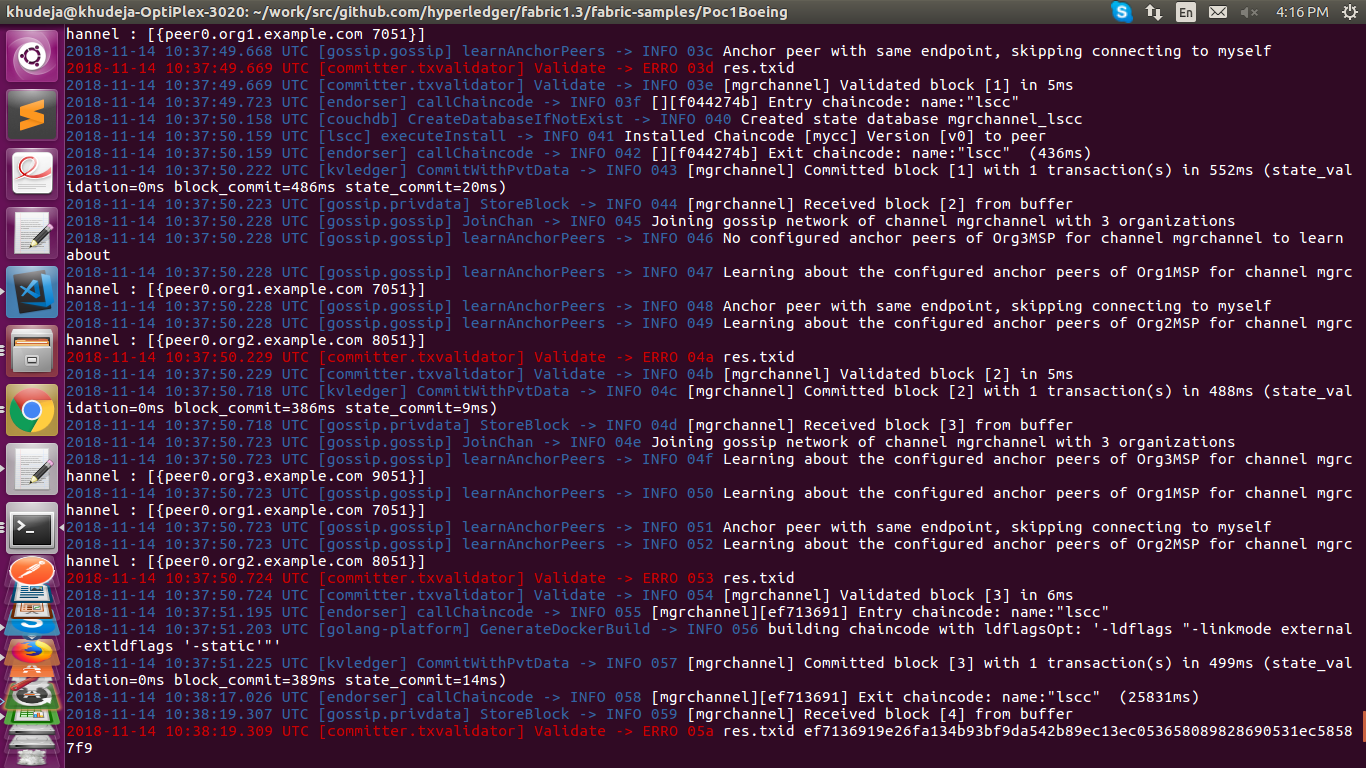 khudeja@khudeja-OptiPlex-3020: ~/work/src/github.com/hyperledger/fabric1.3/fabric-samples/Poc1Boeing
En
4:16 PM
hannel : [{peer0.org1.example.com 7051}]
2018-11-14 10:37:49.668 UTC [gossip.gossip] learnAnchorPeers -> INFO 03c Anchor peer with same endpoint, skipping connecting to myself
2018-11-14 10:37:49.669 UTC [committer.txvalidator] Validate -> ERRO 03d res.txid
2018-11-14 10:37:49.669 UTC [committer.txvalidator] Validate -> INFO 03e [mgrchannel] Validated block [1] in 5ms
2018-11-14 10:37:49.723 UTC [endorser] callChaincode -> INFO 03f [][f044274b] Entry chaincode: name:"lscc"
2018-11-14 10:37:50.158 UTC [couchdb] CreateDatabaseIfNotExist -> INFO 040 Created state database mgrchannel_lscc
2018-11-14 10:37:50.159 UTC [lscc] executeInstall -> INFO 041 Installed Chaincode [mycc] Version [v0] to peer
2018-11-14 10:37:50.159 UTC [endorser] callChaincode -> INFO 042 [][f044274b] Exit chaincode: name:"lscc"  (436ms)
2018-11-14 10:37:50.222 UTC [kvledger] CommitWithPvtData -> INFO 043 [mgrchannel] Committed block [1] with 1 transaction(s) in 552ms (state_val
idation=0ms block_commit=486ms state_commit=20ms)
2018-11-14 10:37:50.223 UTC [gossip.privdata] StoreBlock -> INFO 044 [mgrchannel] Received block [2] from buffer
2018-11-14 10:37:50.228 UTC [gossip.gossip] JoinChan -> INFO 045 Joining gossip network of channel mgrchannel with 3 organizations
2018-11-14 10:37:50.228 UTC [gossip.gossip] learnAnchorPeers -> INFO 046 No configured anchor peers of Org3MSP for channel mgrchannel to learn
about
2018-11-14 10:37:50.228 UTC [gossip.gossip] learnAnchorPeers -> INFO 047 Learning about the configured anchor peers of Org1MSP for channel mgrc
hannel : [{peer0.org1.example.com 7051}]
2018-11-14 10:37:50.228 UTC [gossip.gossip] learnAnchorPeers -> INFO 048 Anchor peer with same endpoint, skipping connecting to myself
2018-11-14 10:37:50.228 UTC [gossip.gossip] learnAnchorPeers -> INFO 049 Learning about the configured anchor peers of Org2MSP for channel mgrc
hannel : [{peer0.org2.example.com 8051}]
2018-11-14 10:37:50.229 UTC [committer.txvalidator] Validate -> ERRO 04a res.txid
2018-11-14 10:37:50.229 UTC [committer.txvalidator] Validate -> INFO 04b [mgrchannel] Validated block [2] in 5ms
2018-11-14 10:37:50.718 UTC [kvledger] CommitWithPvtData -> INFO 04c [mgrchannel] Committed block [2] with 1 transaction(s) in 488ms (state_val
idation=0ms block_commit=386ms state_commit=9ms)
2018-11-14 10:37:50.718 UTC [gossip.privdata] StoreBlock -> INFO 04d [mgrchannel] Received block [3] from buffer
2018-11-14 10:37:50.723 UTC [gossip.gossip] JoinChan -> INFO 04e Joining gossip network of channel mgrchannel with 3 organizations
2018-11-14 10:37:50.723 UTC [gossip.gossip] learnAnchorPeers -> INFO 04f Learning about the configured anchor peers of Org3MSP for channel mgrc
hannel : [{peer0.org3.example.com 9051}]
2018-11-14 10:37:50.723 UTC [gossip.gossip] learnAnchorPeers -> INFO 050 Learning about the configured anchor peers of Org1MSP for channel mgrc
hannel : [{peer0.org1.example.com 7051}]
2018-11-14 10:37:50.723 UTC [gossip.gossip] learnAnchorPeers -> INFO 051 Anchor peer with same endpoint, skipping connecting to myself
2018-11-14 10:37:50.723 UTC [gossip.gossip] learnAnchorPeers -> INFO 052 Learning about the configured anchor peers of Org2MSP for channel mgrc
hannel : [{peer0.org2.example.com 8051}]
2018-11-14 10:37:50.724 UTC [committer.txvalidator] Validate -> ERRO 053 res.txid
2018-11-14 10:37:50.724 UTC [committer.txvalidator] Validate -> INFO 054 [mgrchannel] Validated block [3] in 6ms
2018-11-14 10:37:51.195 UTC [endorser] callChaincode -> INFO 055 [mgrchannel][ef713691] Entry chaincode: name:"lscc"
2018-11-14 10:37:51.203 UTC [golang-platform] GenerateDockerBuild -> INFO 056 building chaincode with ldflagsOpt: '-ldflags "-linkmode external
 -extldflags '-static'"'
2018-11-14 10:37:51.225 UTC [kvledger] CommitWithPvtData -> INFO 057 [mgrchannel] Committed block [3] with 1 transaction(s) in 499ms (state_val
idation=0ms block_commit=389ms state_commit=14ms)
2018-11-14 10:38:17.026 UTC [endorser] callChaincode -> INFO 058 [mgrchannel][ef713691] Exit chaincode: name:"lscc"  (25831ms)
2018-11-14 10:38:19.307 UTC [gossip.privdata] StoreBlock -> INFO 059 [mgrchannel] Received block [4] from buffer
2018-11-14 10:38:19.309 UTC [committer.txvalidator] Validate -> ERRO 05a res.txid ef7136919e26fa134b93bf9da542b89ec13ec053658089828690531ec5858
7f9